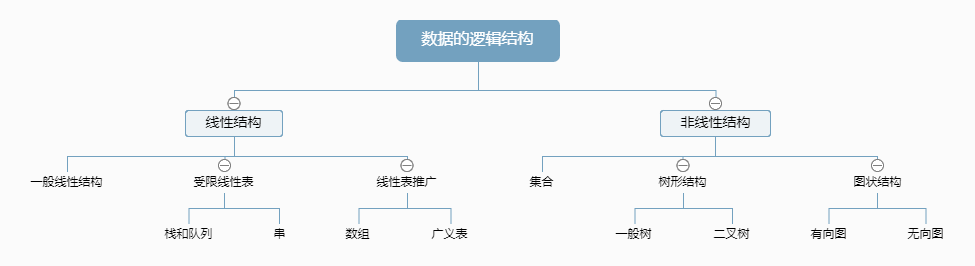 数据的逻辑结构
线性结构
非线性结构
一般线性结构
受限线性表
线性表推广
集合
树形结构
图状结构
栈和队列
串
数组
广义表
一般树
二叉树
有向图
无向图